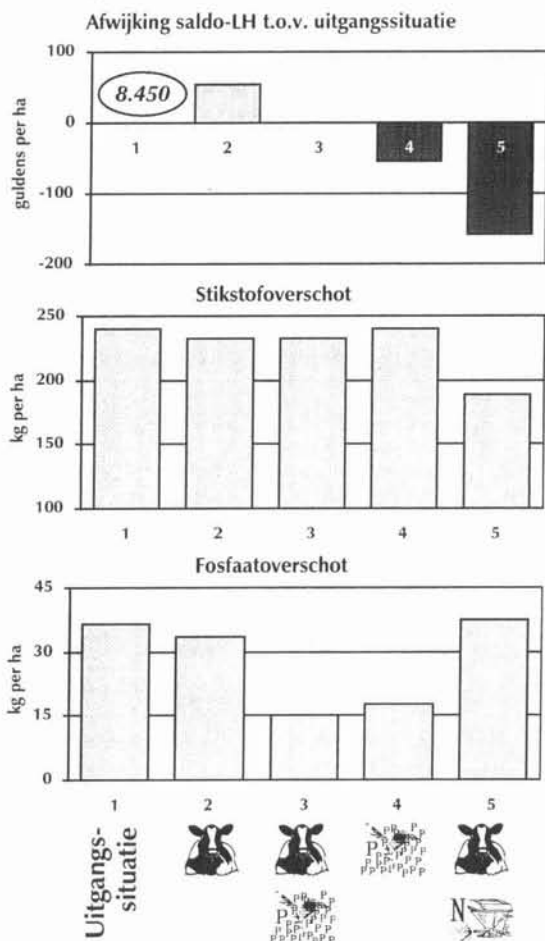 Afwijking saldo-LH t.o.v. uitgangssituatie
guldens per ha
100
0
-100
-200
8.450
1 2 3 4 5
Stikstofoverschot
kg per ha
250
200
150
100
1 2 3 4 5
Fosfaatoverschot
kg per ha
45
30
15
0
1 2 3 4 5
Uitgangs-
situatie
N